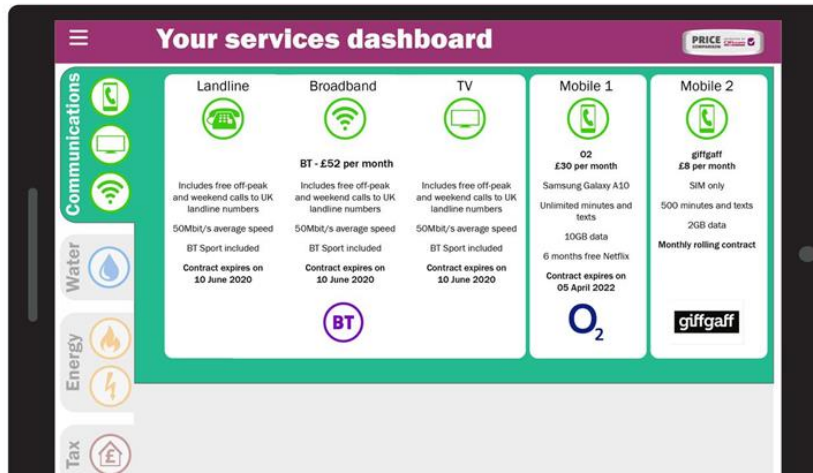 Your services dashboard
PRICE
COMPARISON
Communications
Water
Energy
Tax
Landline
Broadband
TV
BT - £52 per month
Includes free off-peak
and weekend calls to UK
landline numbers
50Mbit/s average speed
BT Sport included
Contract expires on
10 June 2020
Includes free off-peak
and weekend calls to UK
landline numbers
50Mbit/s average speed
BT Sport included
Contract expires on
10 June 2020
Includes free off-peak
and weekend calls to UK
landline numbers
50Mbit/s average speed
BT Sport included
Contract expires on
10 June 2020
BT
Mobile 1
O2
£30 per month
Samsung Galaxy A10
Unlimited minutes and
texts
10GB data
6 months free Netflix
Contract expires on
05 April 2022
O2
Mobile 2
giffgaff
£8 per month
SIM only
500 minutes and texts
2GB data
Monthly rolling contract
giffgaff
£